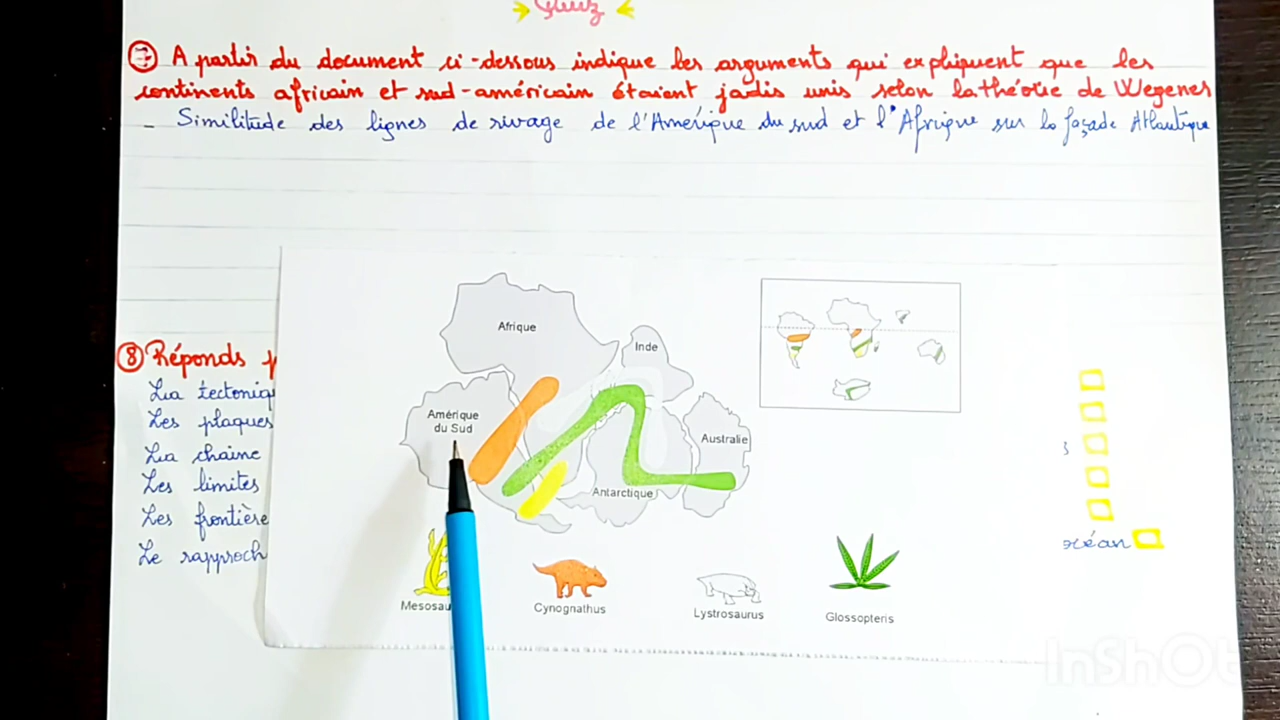 Quiz
⑦ A partir du document ci-dessous indique les arguments qui expliquent que les
continents africain et sud-américain étaient jadis unis selon la théorie de Wegener
- Similitude des lignes de rivage de l'Amérique du sud et l'Afrique sur la façade Atlantique
Afrique
Inde
Amérique
du Sud
Australie
Antarctique
⑧ Réponds
La tectoniq
Les plaques
La chaine
Les limites
Les frontière
Le rapproch
océan
Mesosau
Cynognathus
Lystrosaurus
Glossopteris
InShOt